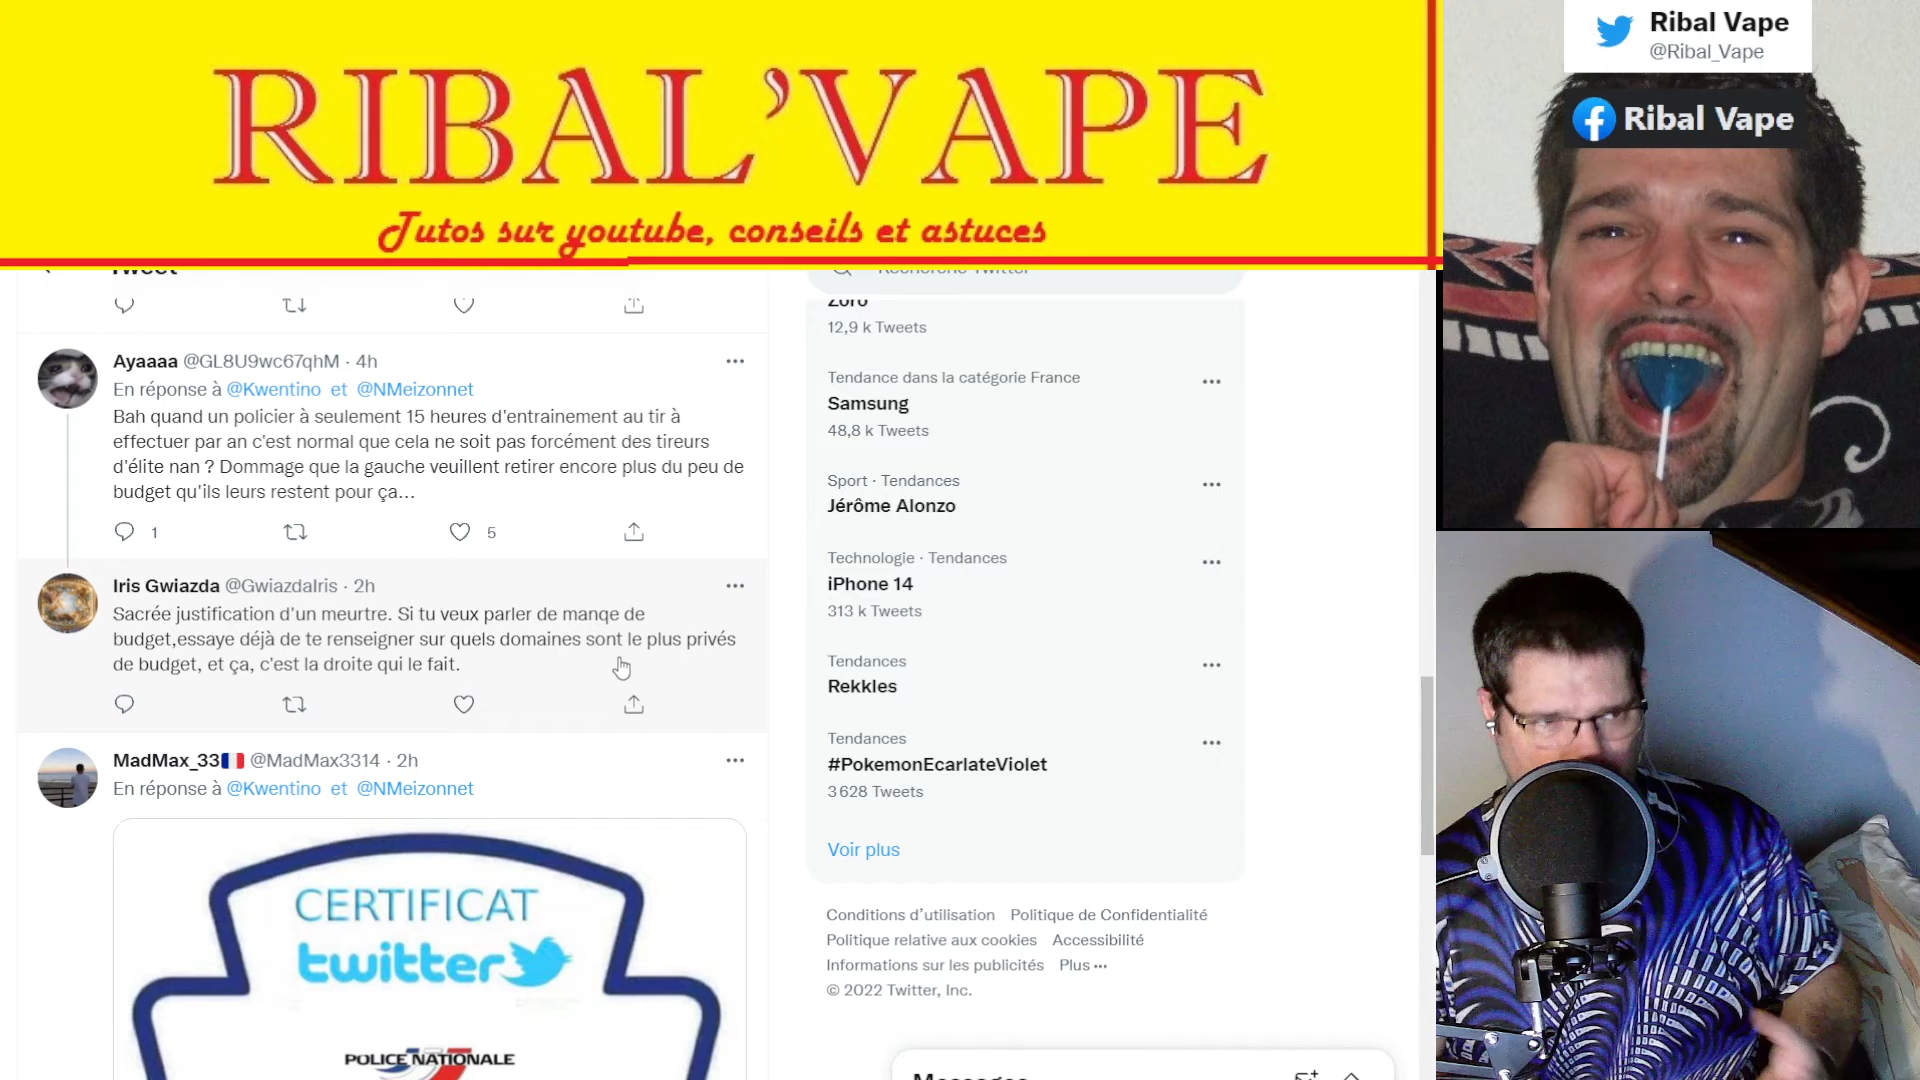 RIBAL'VAPE
Tutos sur youtube, conseils et astuces
Ribal Vape
@Ribal_Vape
Ribal Vape
Tweet
Recherche Twitter
Ayaaaa @GL8U9wc67qhM · 4h
En réponse à @Kwentino et @NMeizonnet
Bah quand un policier à seulement 15 heures d'entrainement au tir à
effectuer par an c'est normal que cela ne soit pas forcément des tireurs
d'élite nan ? Dommage que la gauche veuillent retirer encore plus du peu de
budget qu'ils leurs restent pour ça...
1
5
Iris Gwiazda @GwiazdaIris · 2h
Sacrée justification d'un meurtre. Si tu veux parler de manqe de
budget,essaye déjà de te renseigner sur quels domaines sont le plus privés
de budget, et ça, c'est la droite qui le fait.
MadMax_33 @MadMax3314 · 2h
En réponse à @Kwentino et @NMeizonnet
CERTIFICAT
twitter
POLICE NATIONALE
Zoro
12,9 k Tweets
Tendance dans la catégorie France
Samsung
48,8 k Tweets
Sport · Tendances
Jérôme Alonzo
Technologie · Tendances
iPhone 14
313 k Tweets
Tendances
Rekkles
Tendances
#PokemonEcarlateViolet
3 628 Tweets
Voir plus
Conditions d'utilisation Politique de Confidentialité
Politique relative aux cookies Accessibilité
Informations sur les publicités Plus ...
© 2022 Twitter, Inc.
Messages